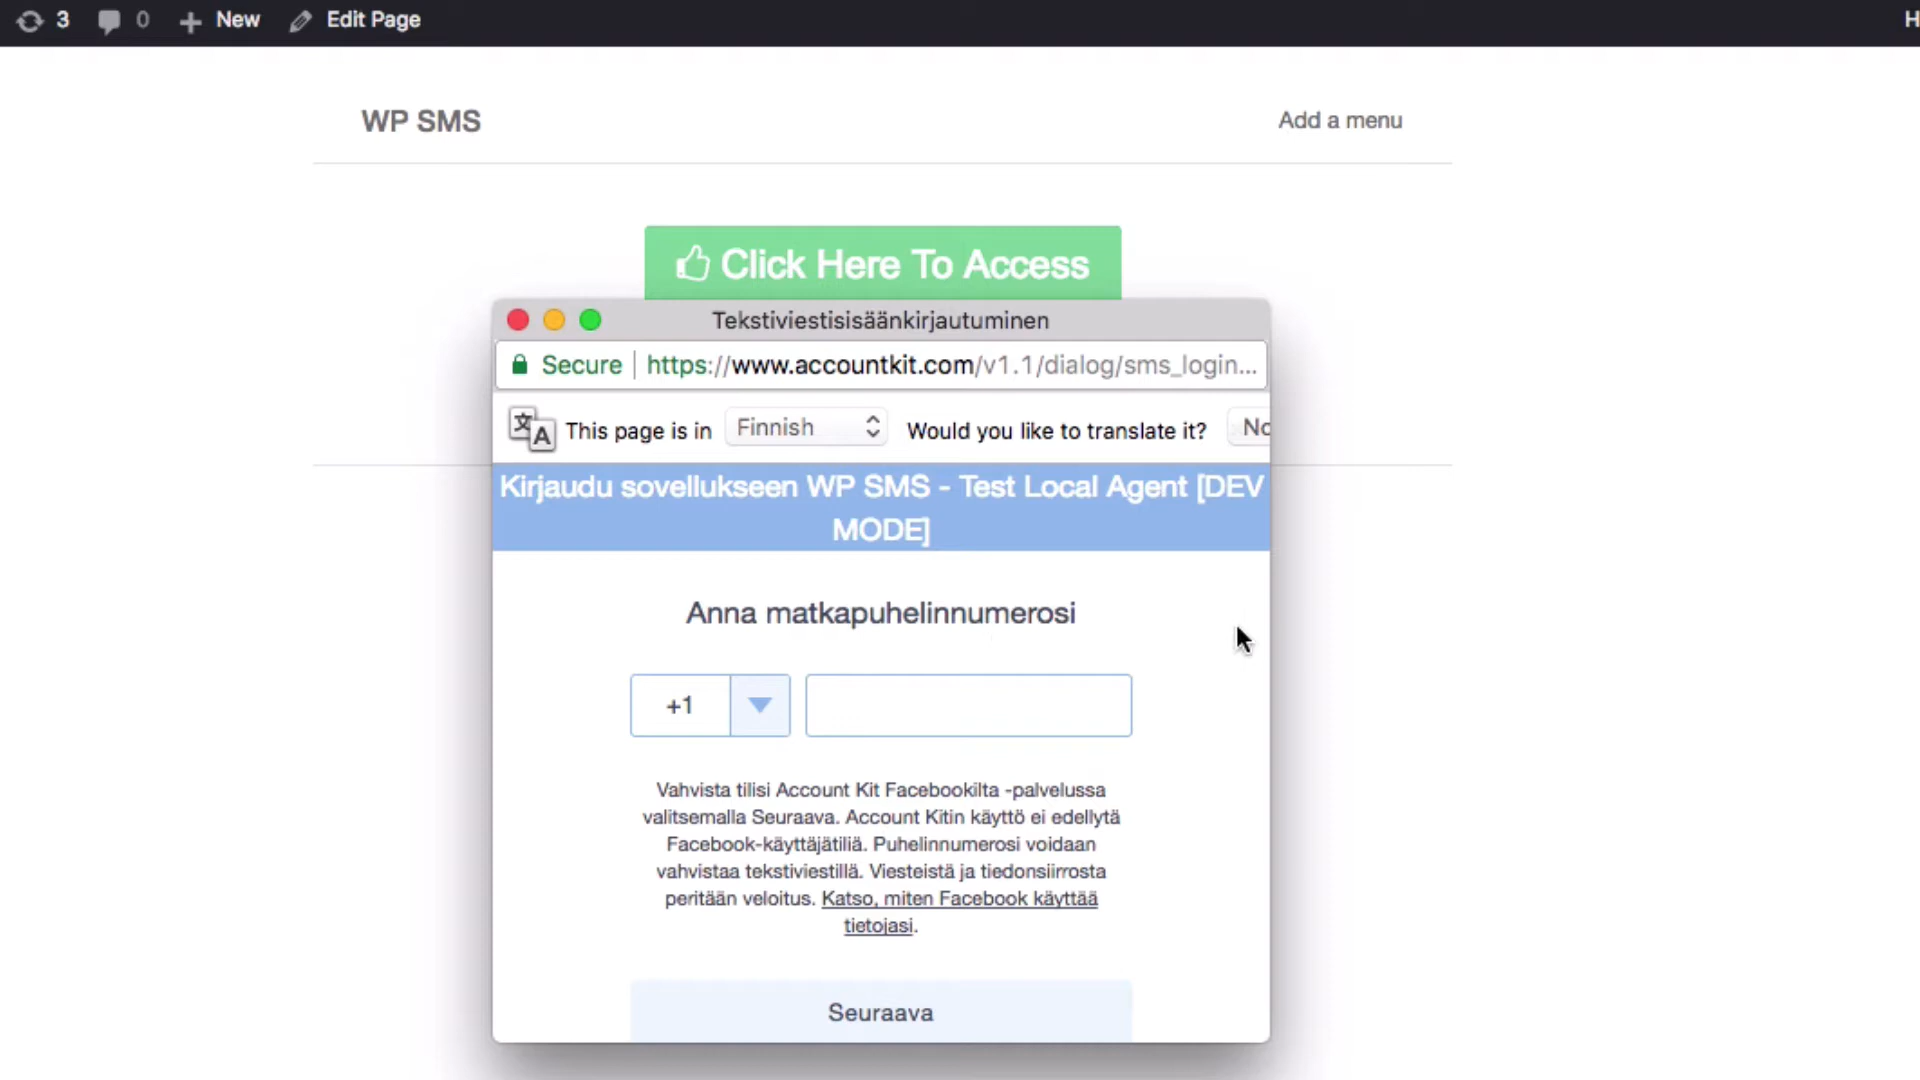 3 0 New Edit Page H
WP SMS Add a menu
Click Here To Access
Tekstiviestisisäänkirjautuminen
Secure https://www.accountkit.com/v1.1/dialog/sms_login...
文 A This page is in Finnish Would you like to translate it? No
Kirjaudu sovellukseen WP SMS - Test Local Agent [DEV
MODE]
Anna matkapuhelinnumerosi
+1
Vahvista tilisi Account Kit Facebookilta -palvelussa
valitsemalla Seuraava. Account Kitin käyttö ei edellytä
Facebook-käyttäjätiliä. Puhelinnumerosi voidaan
vahvistaa tekstiviestillä. Viesteistä ja tiedonsiirrosta
peritään veloitus. Katso, miten Facebook käyttää
tietojasi.
Seuraava